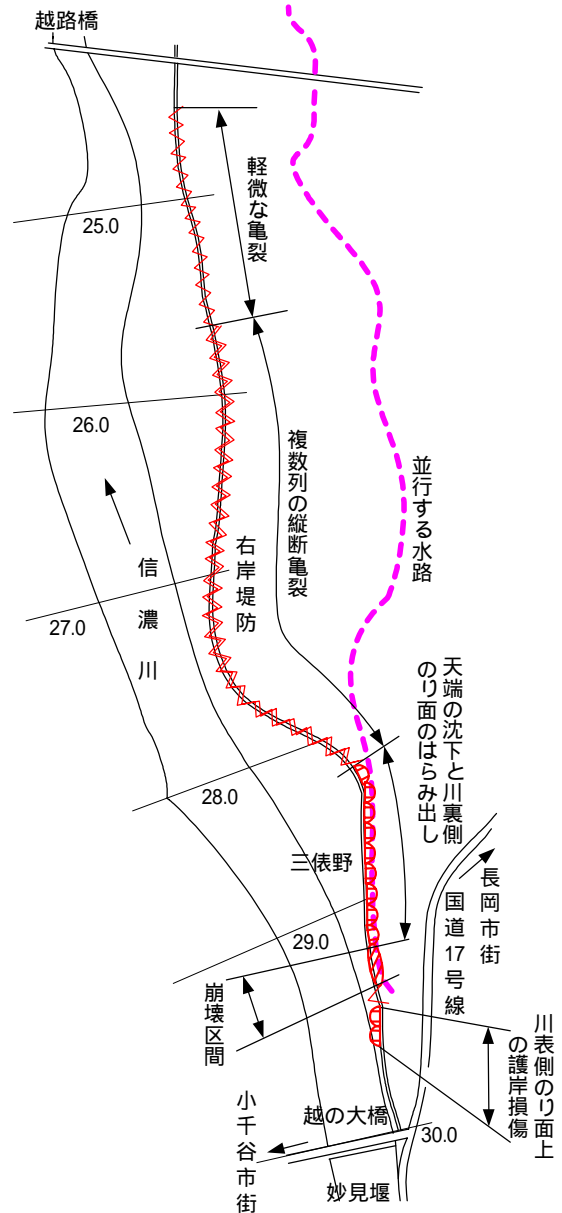 越路橋
軽微な亀裂
25.0
26.0
複数列の縦断亀裂
並行する水路
右岸堤防
信濃川
27.0
天端の沈下と川裏側
のり面のはらみ出し
28.0
三俵野
長岡市街
国道17号線
29.0
崩壊区間
川表側のり面上
の護岸損傷
越の大橋
30.0
小千谷市街
妙見堰